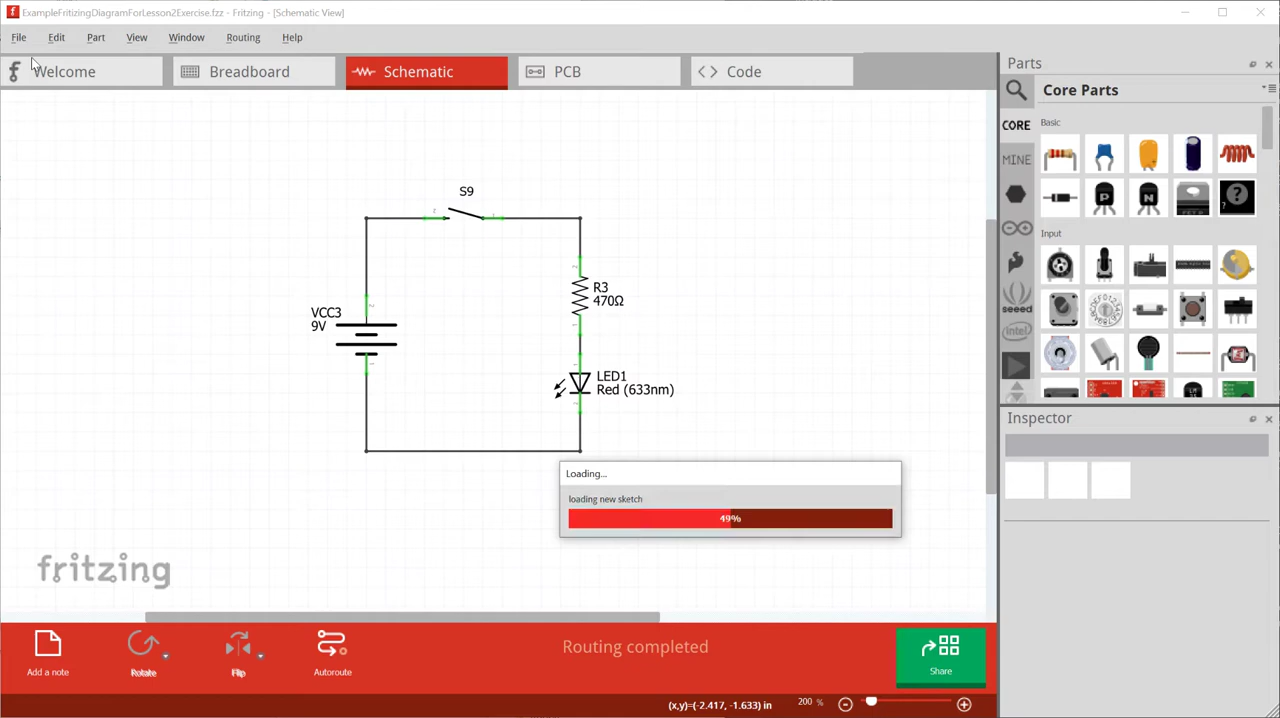 ExampleFritzingDiagramForLesson2Exercise.fzz - Fritzing - [Schematic View]
File Edit Part View Window Routing Help
Welcome Breadboard Schematic PCB Code
Parts
Core Parts
CORE
Basic
MINE
Input
seeed
intel
S9
R3
470Ω
VCC3
9V
LED1
Red (633nm)
Inspector
Loading...
loading new sketch
49%
fritzing
Routing completed
Add a note Rotate Flip Autoroute Share
(x,y)=(-2.417, -1.633) in 200 %